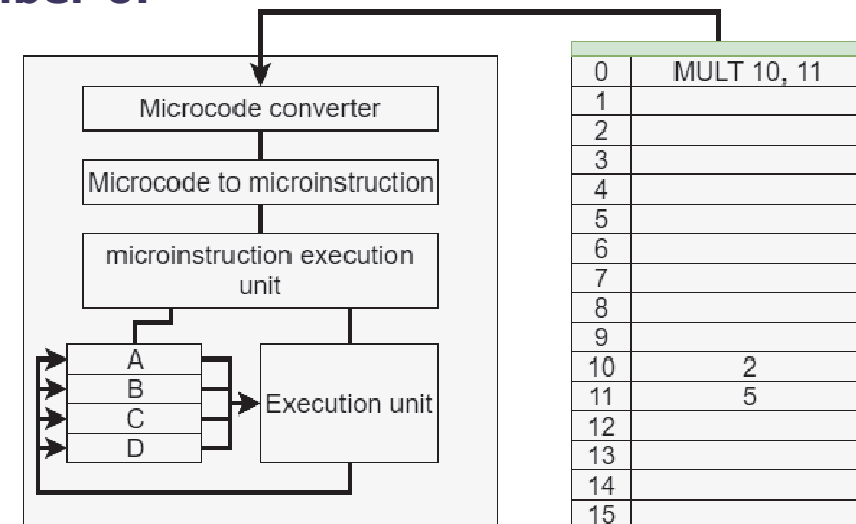 Microcode converter
Microcode to microinstruction
microinstruction execution
unit
A
B
C
D
Execution unit
0 MULT 10, 11
1
2
3
4
5
6
7
8
9
10 2
11 5
12
13
14
15